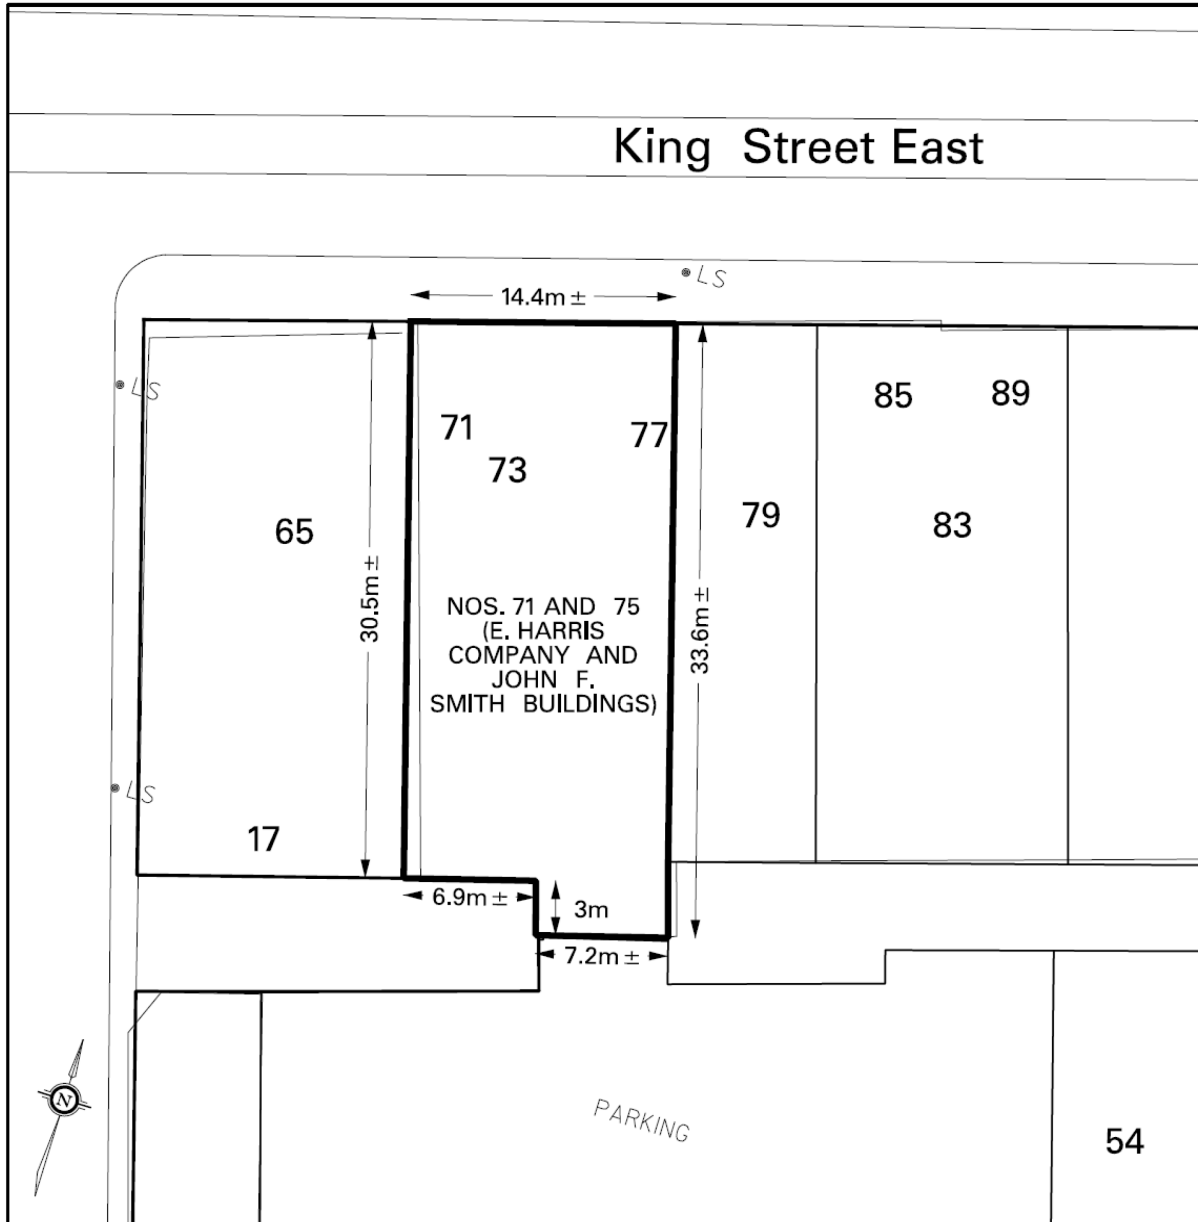 King Street East
LS
14.4m ±
LS
71
77
73
85
89
65
79
83
30.5m ±
33.6m ±
NOS. 71 AND 75
(E. HARRIS
COMPANY AND
JOHN F.
SMITH BUILDINGS)
LS
17
6.9m ±
3m
7.2m ±
N
PARKING
54